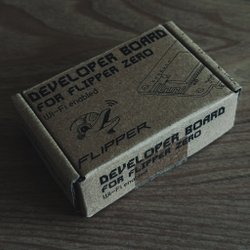 DEVELOPER BOARD
FOR FLIPPER ZERO
Wi-Fi enabled
FLIPPER
DEVELOPER BOARD
FOR FLIPPER ZERO
Wi-Fi enabled